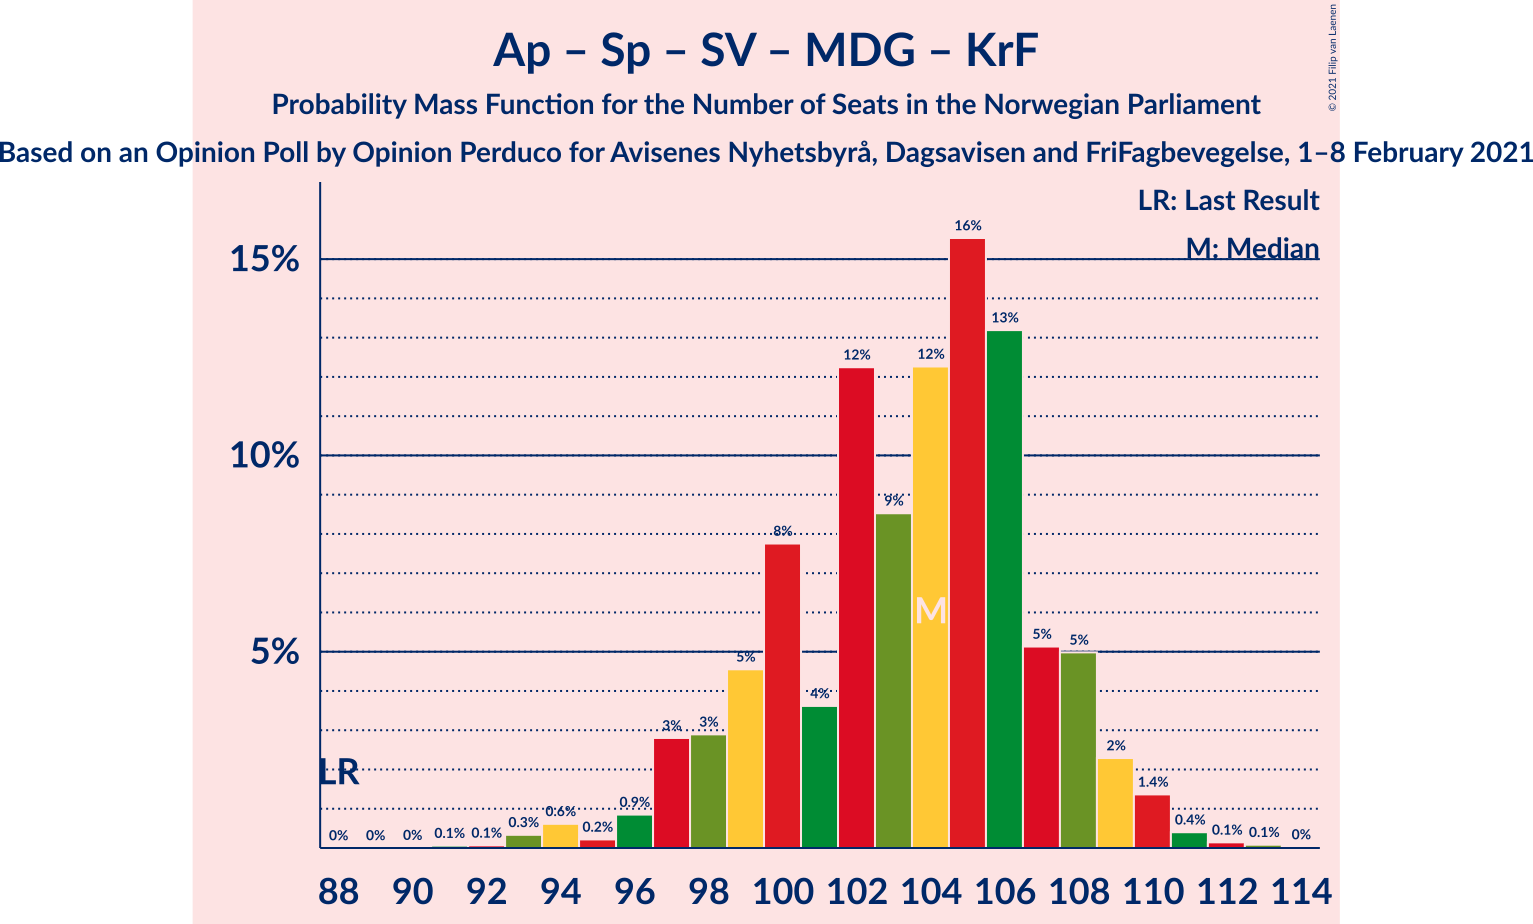 Ap – Sp – SV – MDG – KrF
Probability Mass Function for the Number of Seats in the Norwegian Parliament
Based on an Opinion Poll by Opinion Perduco for Avisenes Nyhetsbyrå, Dagsavisen and FriFagbevegelse, 1–8 February 2021
© 2021 Filip van Laenen
LR: Last Result
M: Median
15%
10%
5%
LR
M
0% 0% 0% 0.1% 0.1% 0.3% 0.6% 0.2% 0.9% 3% 3% 5% 8% 4% 12% 9% 12% 16% 13% 5% 5% 2% 1.4% 0.4% 0.1% 0.1% 0%
88 90 92 94 96 98 100 102 104 106 108 110 112 114